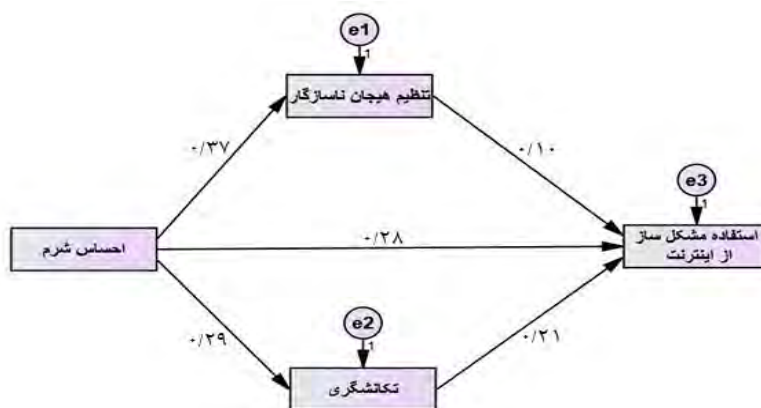 e1
1
تنظیم هیجان ناسازگار
۰/۳۷
۰/۱۰
e3
1
احساس شرم
۰/۲۸
استفاده مشکل ساز
از اینترنت
e2
1
۰/۲۹
۰/۲۱
تکانشگری